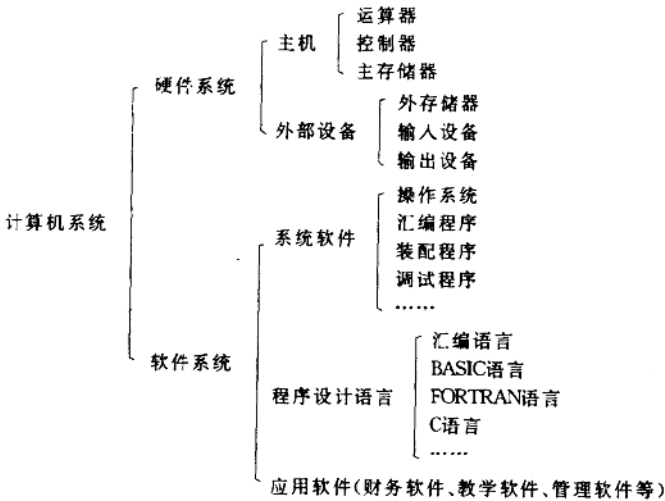 运算器
主机
控制器
主存储器
硬件系统
外存储器
外部设备
输人设备
输出设备
计算机系统
操作系统
汇编程序
系统软件
装配程序
调试程序
……
软件系统
汇编语言
BASIC语言
程序设计语言
FORTRAN语言
C语言
……
应用软件(财务软件、教学软件、管理软件等)